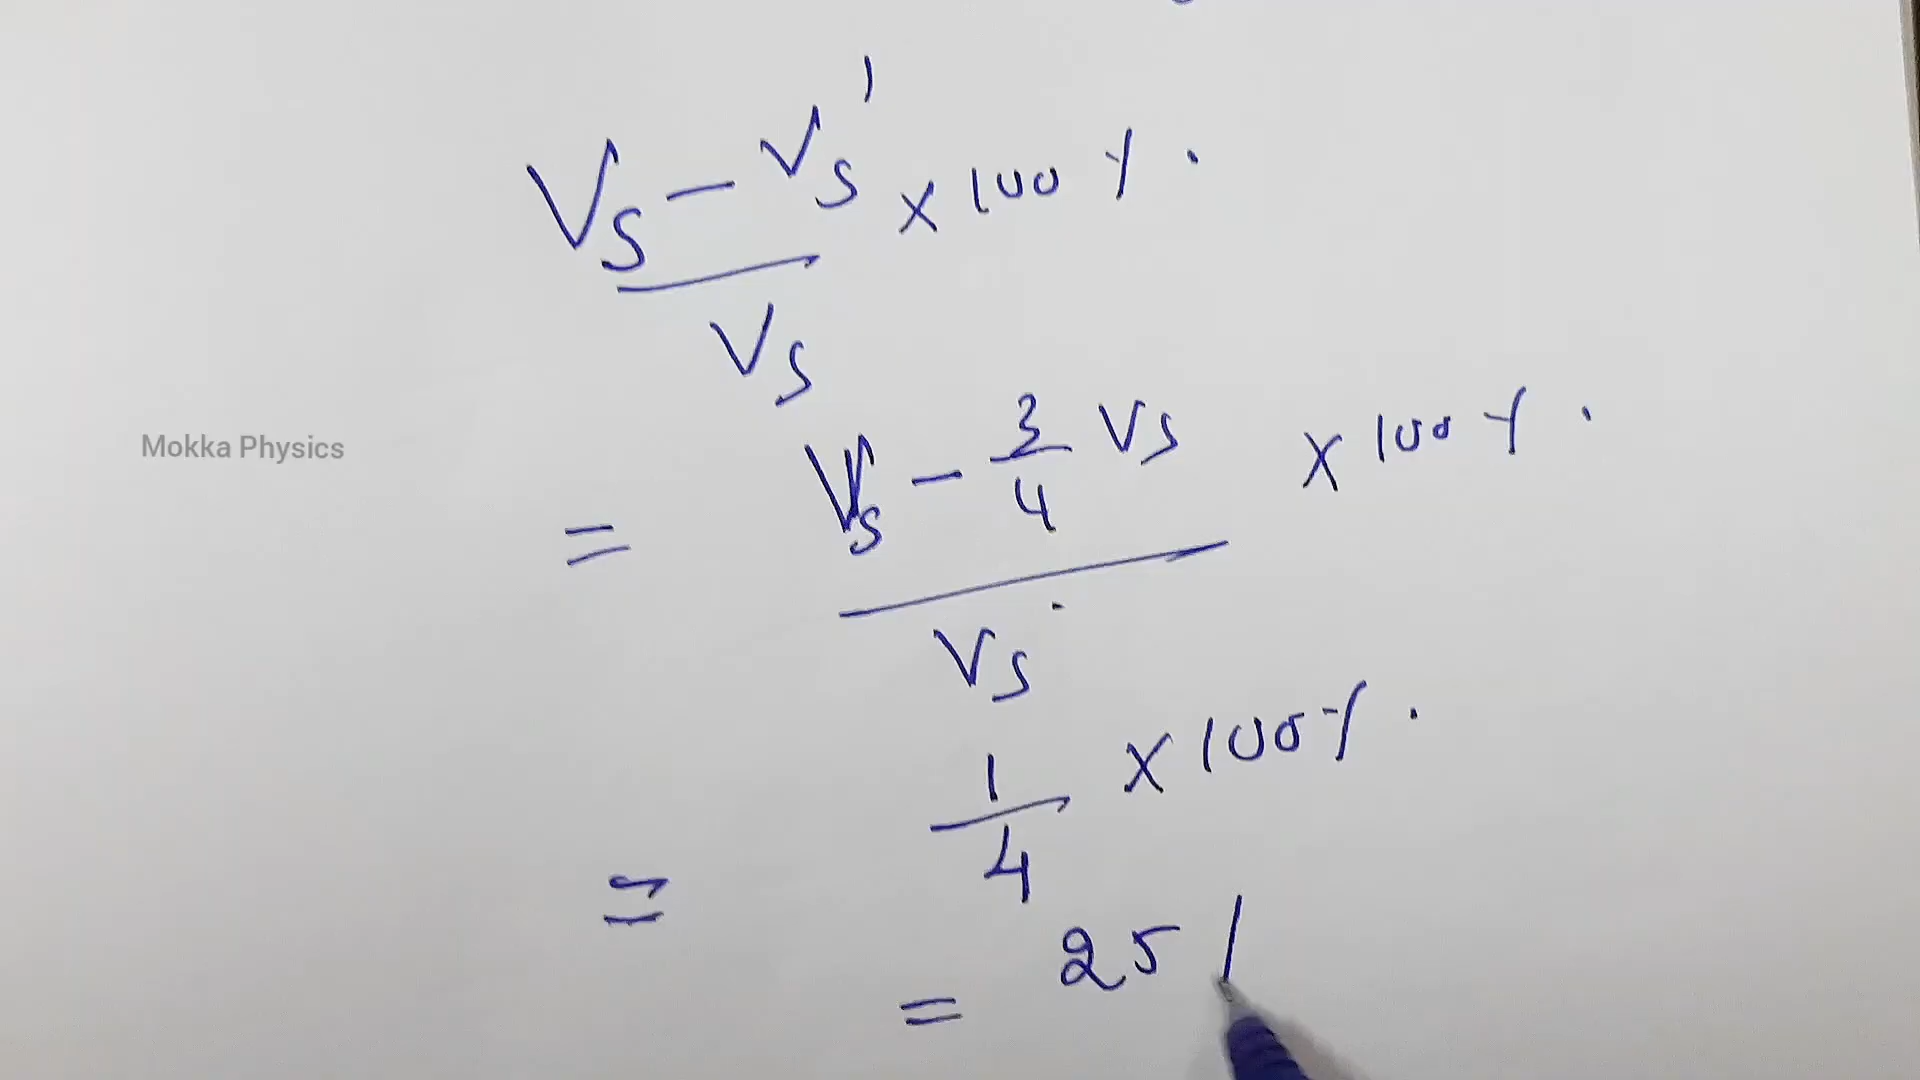 Vs - Vs' × 100 %
Vs
Mokka Physics
= Vs - 3/4 Vs × 100 %
Vs
= 1/4 × 100 %
= 25 /